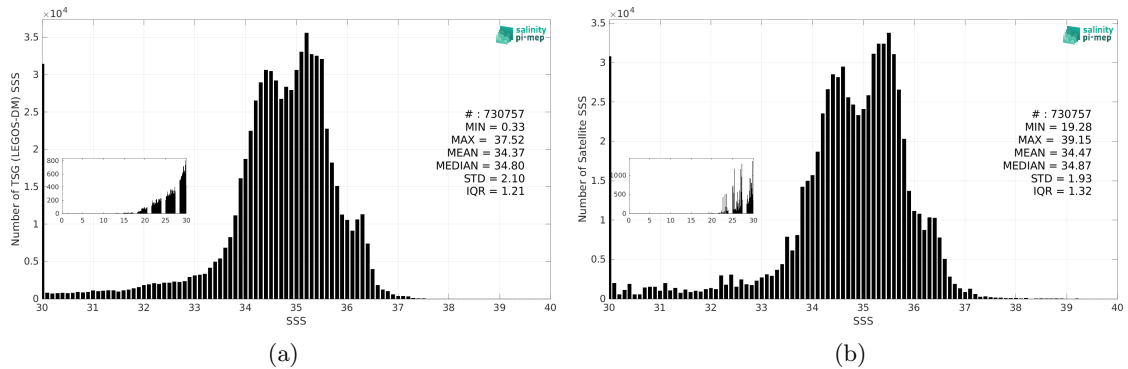 ×10⁴
salinity
pi-mep
# : 730757
MIN = 0.33
MAX = 37.52
MEAN = 34.37
MEDIAN = 34.80
STD = 2.10
IQR = 1.21
Number of TSG (LEGOS-DM) SSS
3.5
3
2.5
2
1.5
1
0.5
0
800
600
400
200
0
0 5 10 15 20 25 30
30 31 32 33 34 35 36 37 38 39 40
SSS
(a)
×10⁴
salinity
pi-mep
# : 730757
MIN = 19.28
MAX = 39.15
MEAN = 34.47
MEDIAN = 34.87
STD = 1.93
IQR = 1.32
Number of Satellite SSS
3.5
3
2.5
2
1.5
1
0.5
0
1000
500
0
0 5 10 15 20 25 30
30 31 32 33 34 35 36 37 38 39 40
SSS
(b)